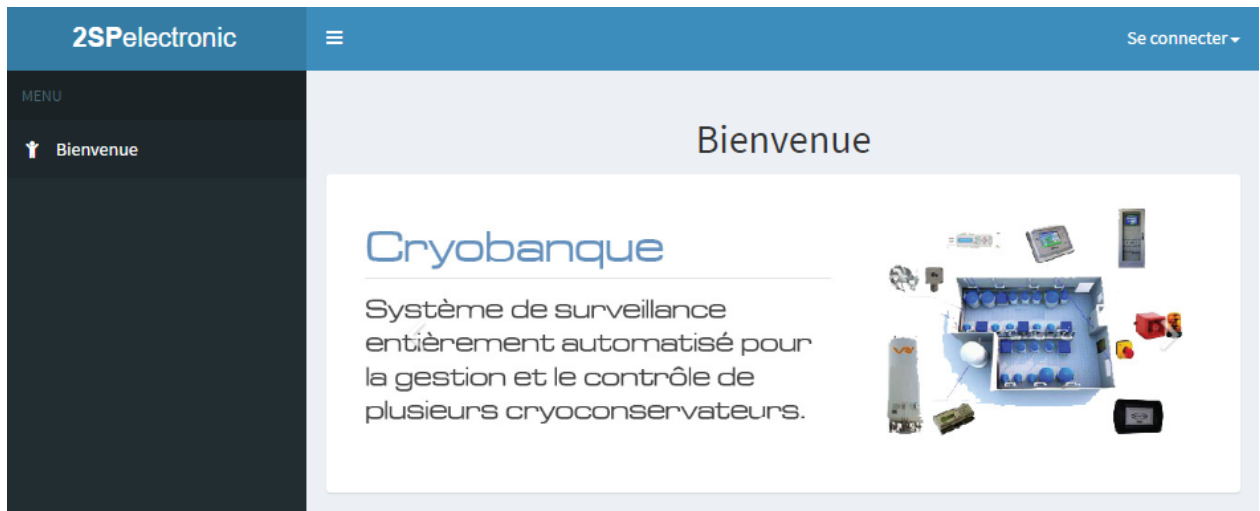 2SPelectronic
Se connecter
MENU
Bienvenue
Bienvenue
Cryobanque
Système de surveillance
entièrement automatisé pour
la gestion et le contrôle de
plusieurs cryoconservateurs.